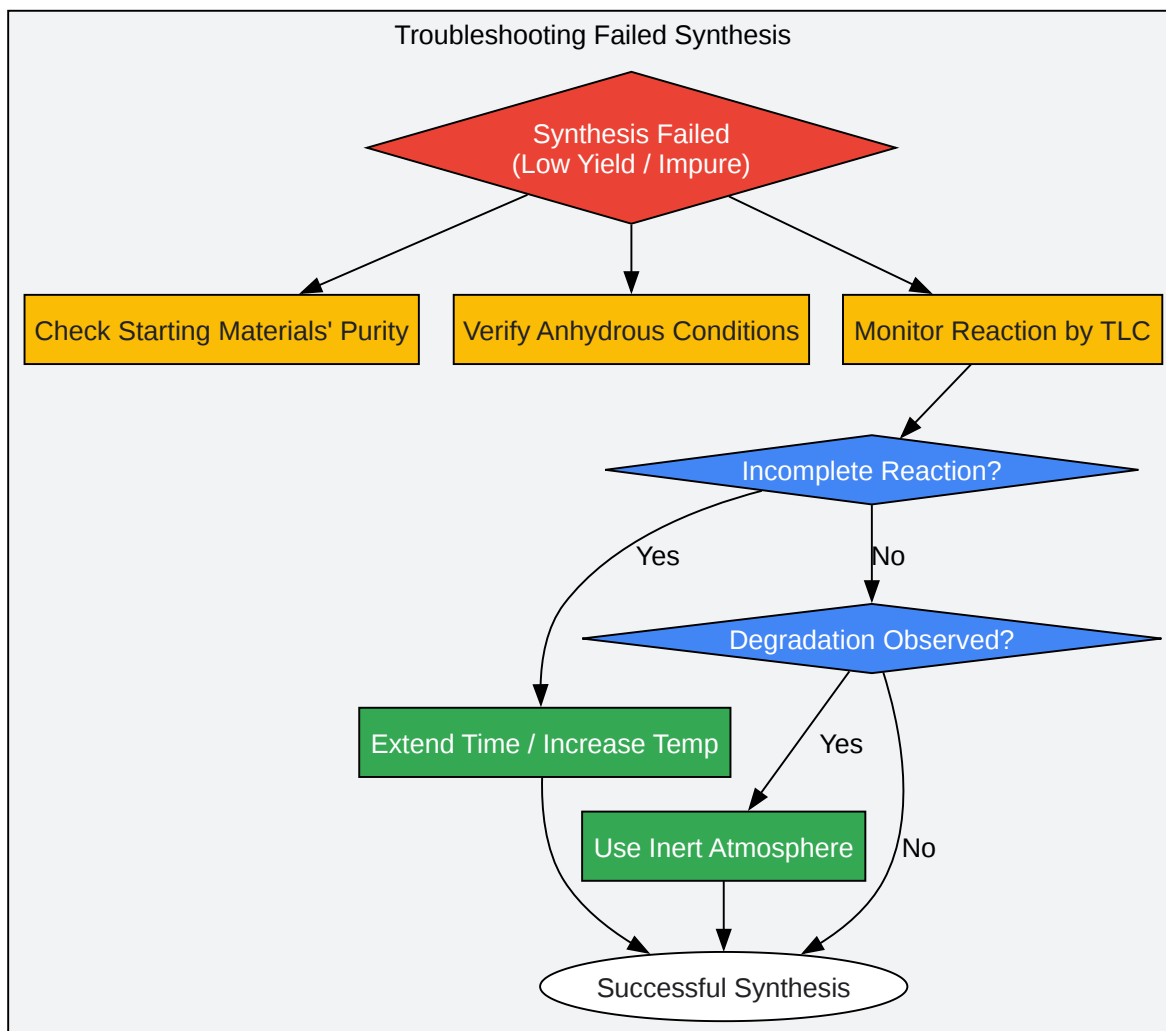 Troubleshooting Failed Synthesis
Synthesis Failed
(Low Yield / Impure)
Check Starting Materials' Purity
Verify Anhydrous Conditions
Monitor Reaction by TLC
Incomplete Reaction?
Yes
No
Degradation Observed?
Extend Time / Increase Temp
Yes
Use Inert Atmosphere
No
Successful Synthesis